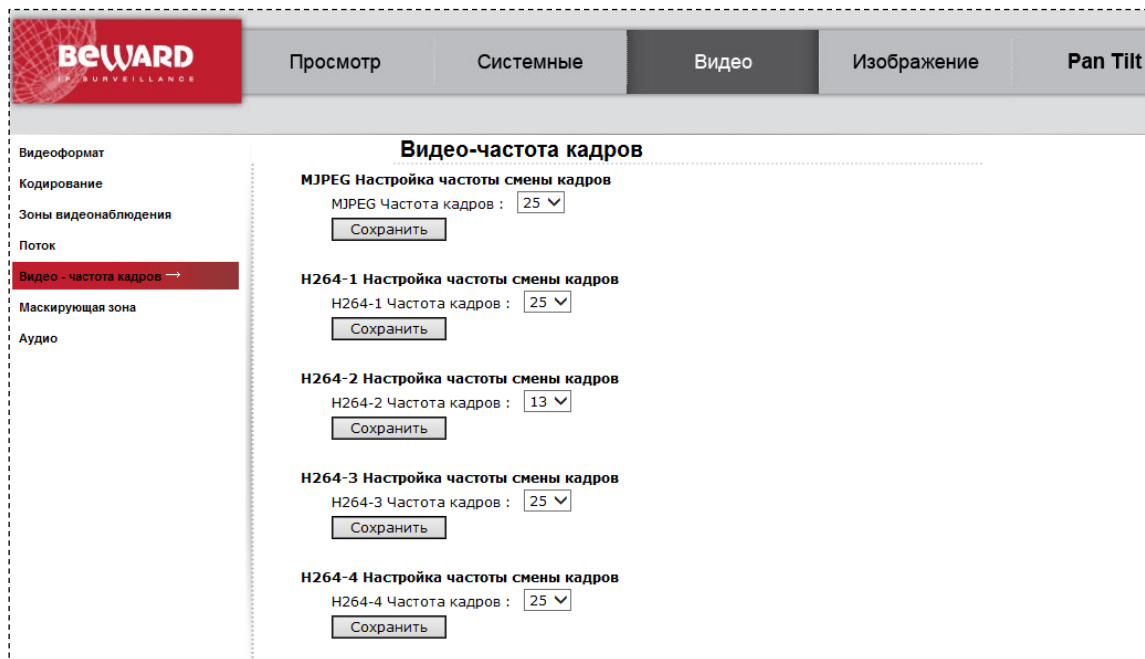 BEWARD
IP SURVEILLANCE
Просмотр
Системные
Видео
Изображение
Pan Tilt
Видеоформат
Кодирование
Зоны видеонаблюдения
Поток
Видео - частота кадров →
Маскирующая зона
Аудио
Видео-частота кадров
MJPEG Настройка частоты смены кадров
MJPEG Частота кадров : 25
Сохранить
H264-1 Настройка частоты смены кадров
H264-1 Частота кадров : 25
Сохранить
H264-2 Настройка частоты смены кадров
H264-2 Частота кадров : 13
Сохранить
H264-3 Настройка частоты смены кадров
H264-3 Частота кадров : 25
Сохранить
H264-4 Настройка частоты смены кадров
H264-4 Частота кадров : 25
Сохранить